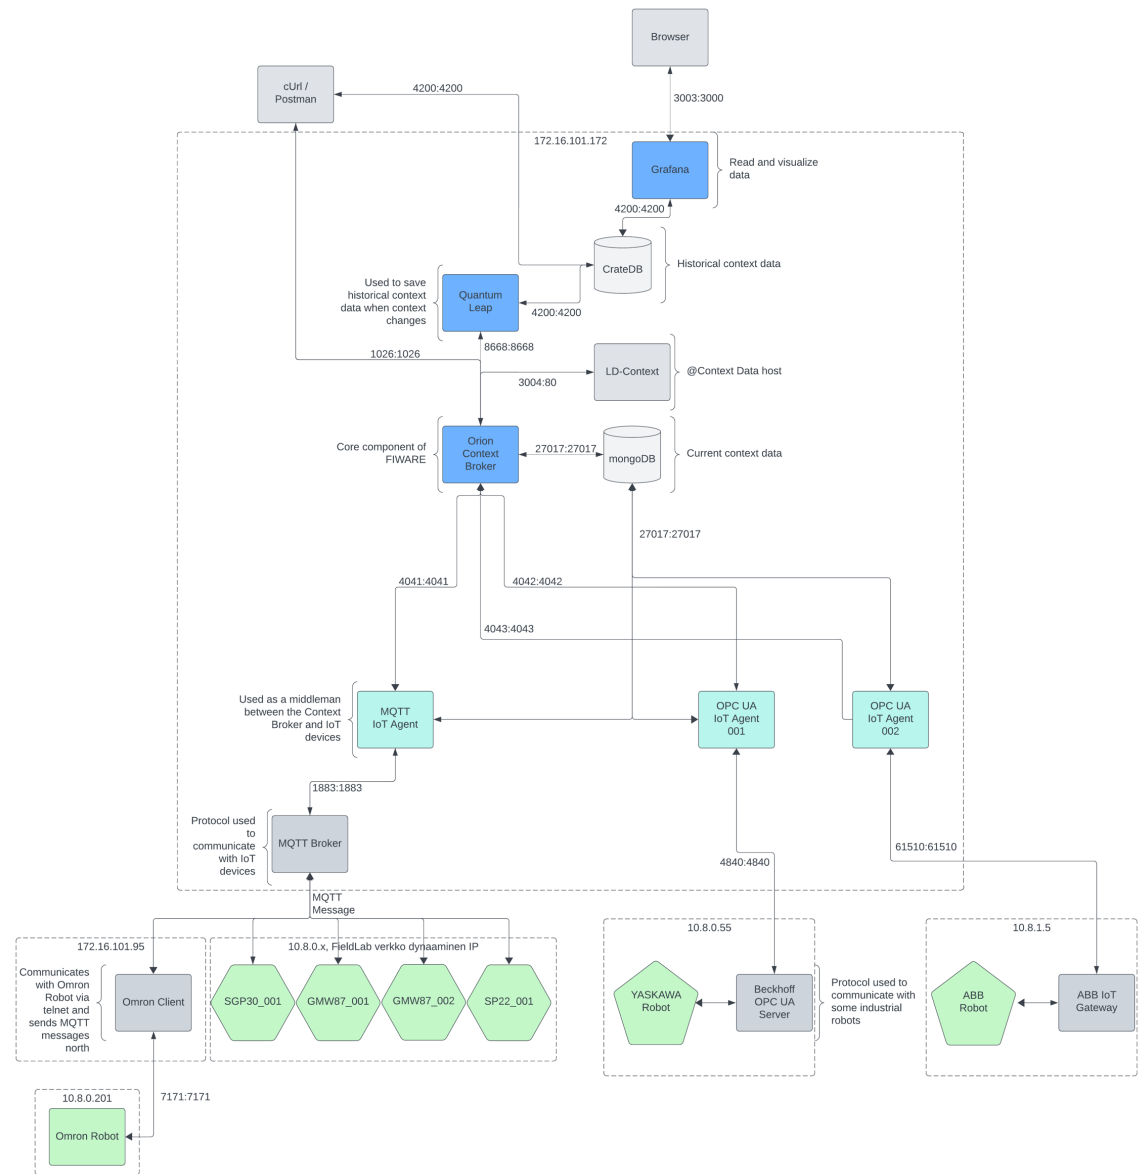 Browser
cUrl /
Postman
4200:4200
3003:3000
172.16.101.172
Grafana
Read and visualize
data
4200:4200
CrateDB
Historical context data
Used to save
historical context
data when context
changes
Quantum
Leap
4200:4200
8668:8668
1026:1026
3004:80
LD-Context
@Context Data host
Core component of
FIWARE
Orion
Context
Broker
27017:27017
mongoDB
Current context data
27017:27017
4041:4041
4042:4042
4043:4043
Used as a middleman
between the Context
Broker and IoT
devices
MQTT
IoT Agent
OPC UA
IoT Agent
001
OPC UA
IoT Agent
002
1883:1883
Protocol used
to
communicate
with IoT
devices
MQTT Broker
4840:4840
61510:61510
MQTT
Message
172.16.101.95
10.8.0.x, FieldLab verkko dynaaminen IP
10.8.0.55
10.8.1.5
Communicates
with Omron
Robot via
telnet and
sends MQTT
messages
north
Omron Client
SGP30_001
GMW87_001
GMW87_002
SP22_001
YASKAWA
Robot
Beckhoff
OPC UA
Server
Protocol used to
communicate with
some industrial
robots
ABB
Robot
ABB IoT
Gateway
10.8.0.201
7171:7171
Omron Robot